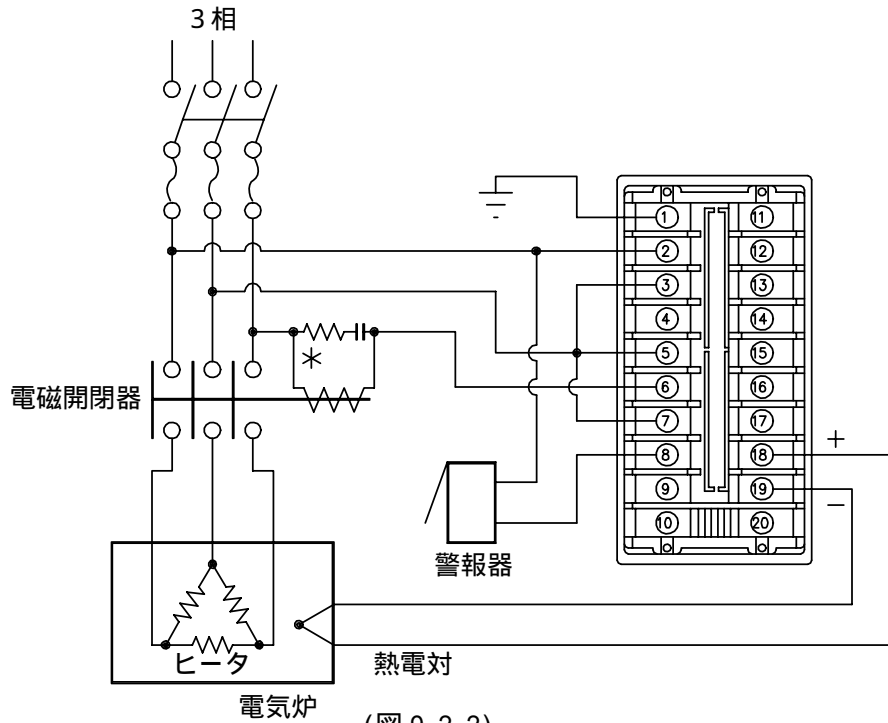 3相
① ⑪
② ⑫
③ ⑬
④ ⑭
⑤ ⑮
⑥ ⑯
⑦ ⑰
⑧ ⑱
⑨ ⑲
⑩ ⑳
+
−
*
電磁開閉器
警報器
ヒータ
熱電対
電気炉